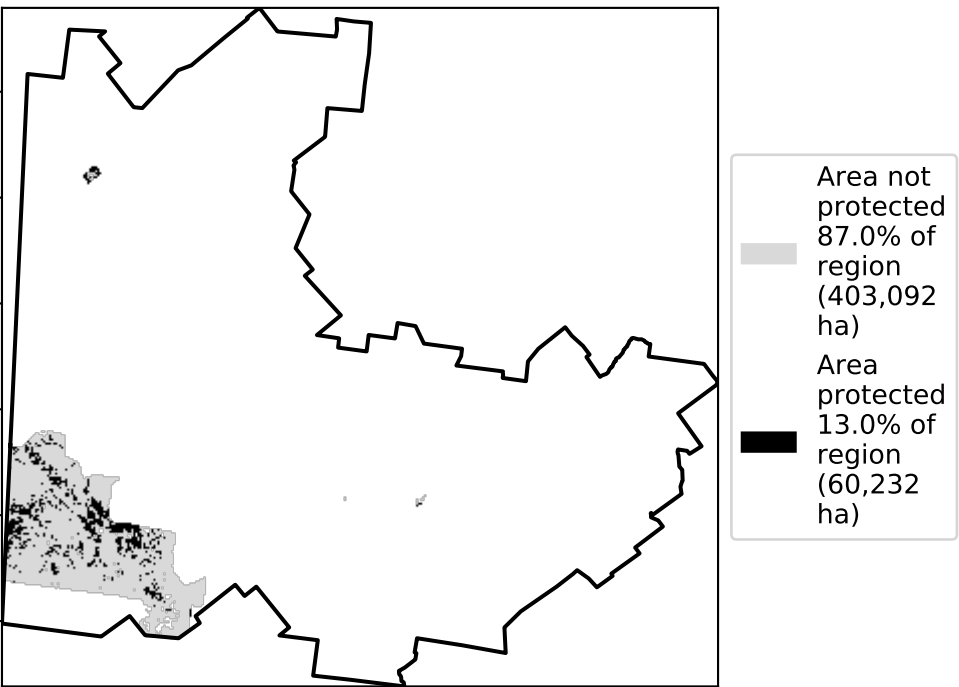 Area not
protected
87.0% of
region
(403,092
ha)
Area
protected
13.0% of
region
(60,232
ha)